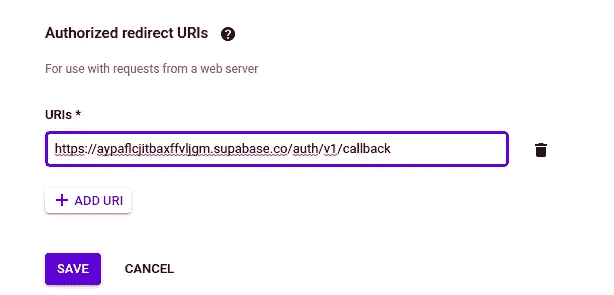 Authorized redirect URIs ?
For use with requests from a web server
URIs *
https://aypaflcjitbaxffvljgm.supabase.co/auth/v1/callback
+ ADD URI
SAVE CANCEL